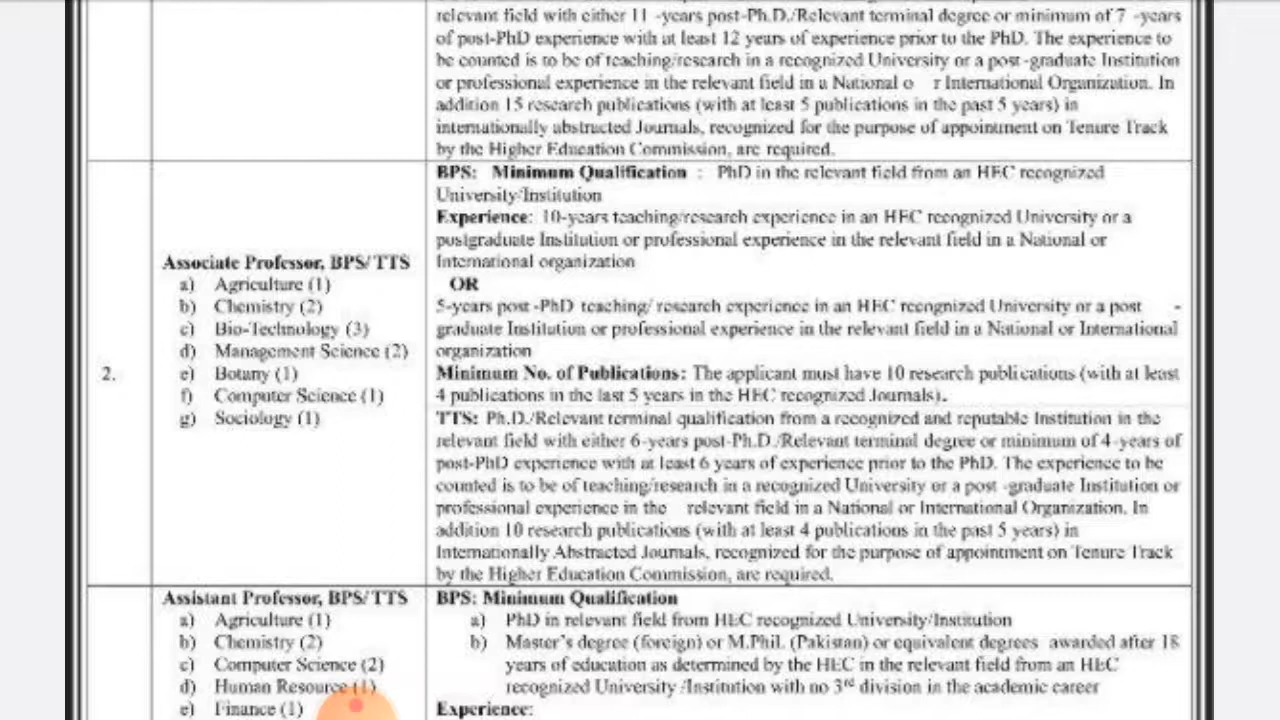 relevant field with either 11 -years post-Ph.D./Relevant terminal degree or minimum of 7 -years
of post-PhD experience with at least 12 years of experience prior to the PhD. The experience to
be counted is to be of teaching/research in a recognized University or a post -graduate Institution
or professional experience in the relevant field in a National o r International Organization. In
addition 15 research publications (with at least 5 publications in the past 5 years) in
internationally abstracted Journals, recognized for the purpose of appointment on Tenure Track
by the Higher Education Commission, are required.
2.
Associate Professor, BPS/TTS
a) Agriculture (1)
b) Chemistry (2)
c) Bio-Technology (3)
d) Management Science (2)
e) Botany (1)
f) Computer Science (1)
g) Sociology (1)
BPS: Minimum Qualification : PhD in the relevant field from an HEC recognized
University/Institution
Experience: 10-years teaching/research experience in an HEC recognized University or a
postgraduate Institution or professional experience in the relevant field in a National or
International organization
OR
5-years post -PhD teaching/ research experience in an HEC recognized University or a post -
graduate Institution or professional experience in the relevant field in a National or International
organization
Minimum No. of Publications: The applicant must have 10 research publications (with at least
4 publications in the last 5 years in the HEC recognized Journals).
TTS: Ph.D./Relevant terminal qualification from a recognized and reputable Institution in the
relevant field with either 6-years post-Ph.D./Relevant terminal degree or minimum of 4-years of
post-PhD experience with at least 6 years of experience prior to the PhD. The experience to be
counted is to be of teaching/research in a recognized University or a post -graduate Institution or
professional experience in the relevant field in a National or International Organization. In
addition 10 research publications (with at least 4 publications in the past 5 years) in
Internationally Abstracted Journals, recognized for the purpose of appointment on Tenure Track
by the Higher Education Commission, are required.
Assistant Professor, BPS/TTS
a) Agriculture (1)
b) Chemistry (2)
c) Computer Science (2)
d) Human Resource (1)
e) Finance (1)
BPS: Minimum Qualification
a) PhD in relevant field from HEC recognized University/Institution
b) Master's degree (foreign) or M.Phil. (Pakistan) or equivalent degrees awarded after 18
years of education as determined by the HEC in the relevant field from an HEC
recognized University /Institution with no 3rd division in the academic career
Experience: